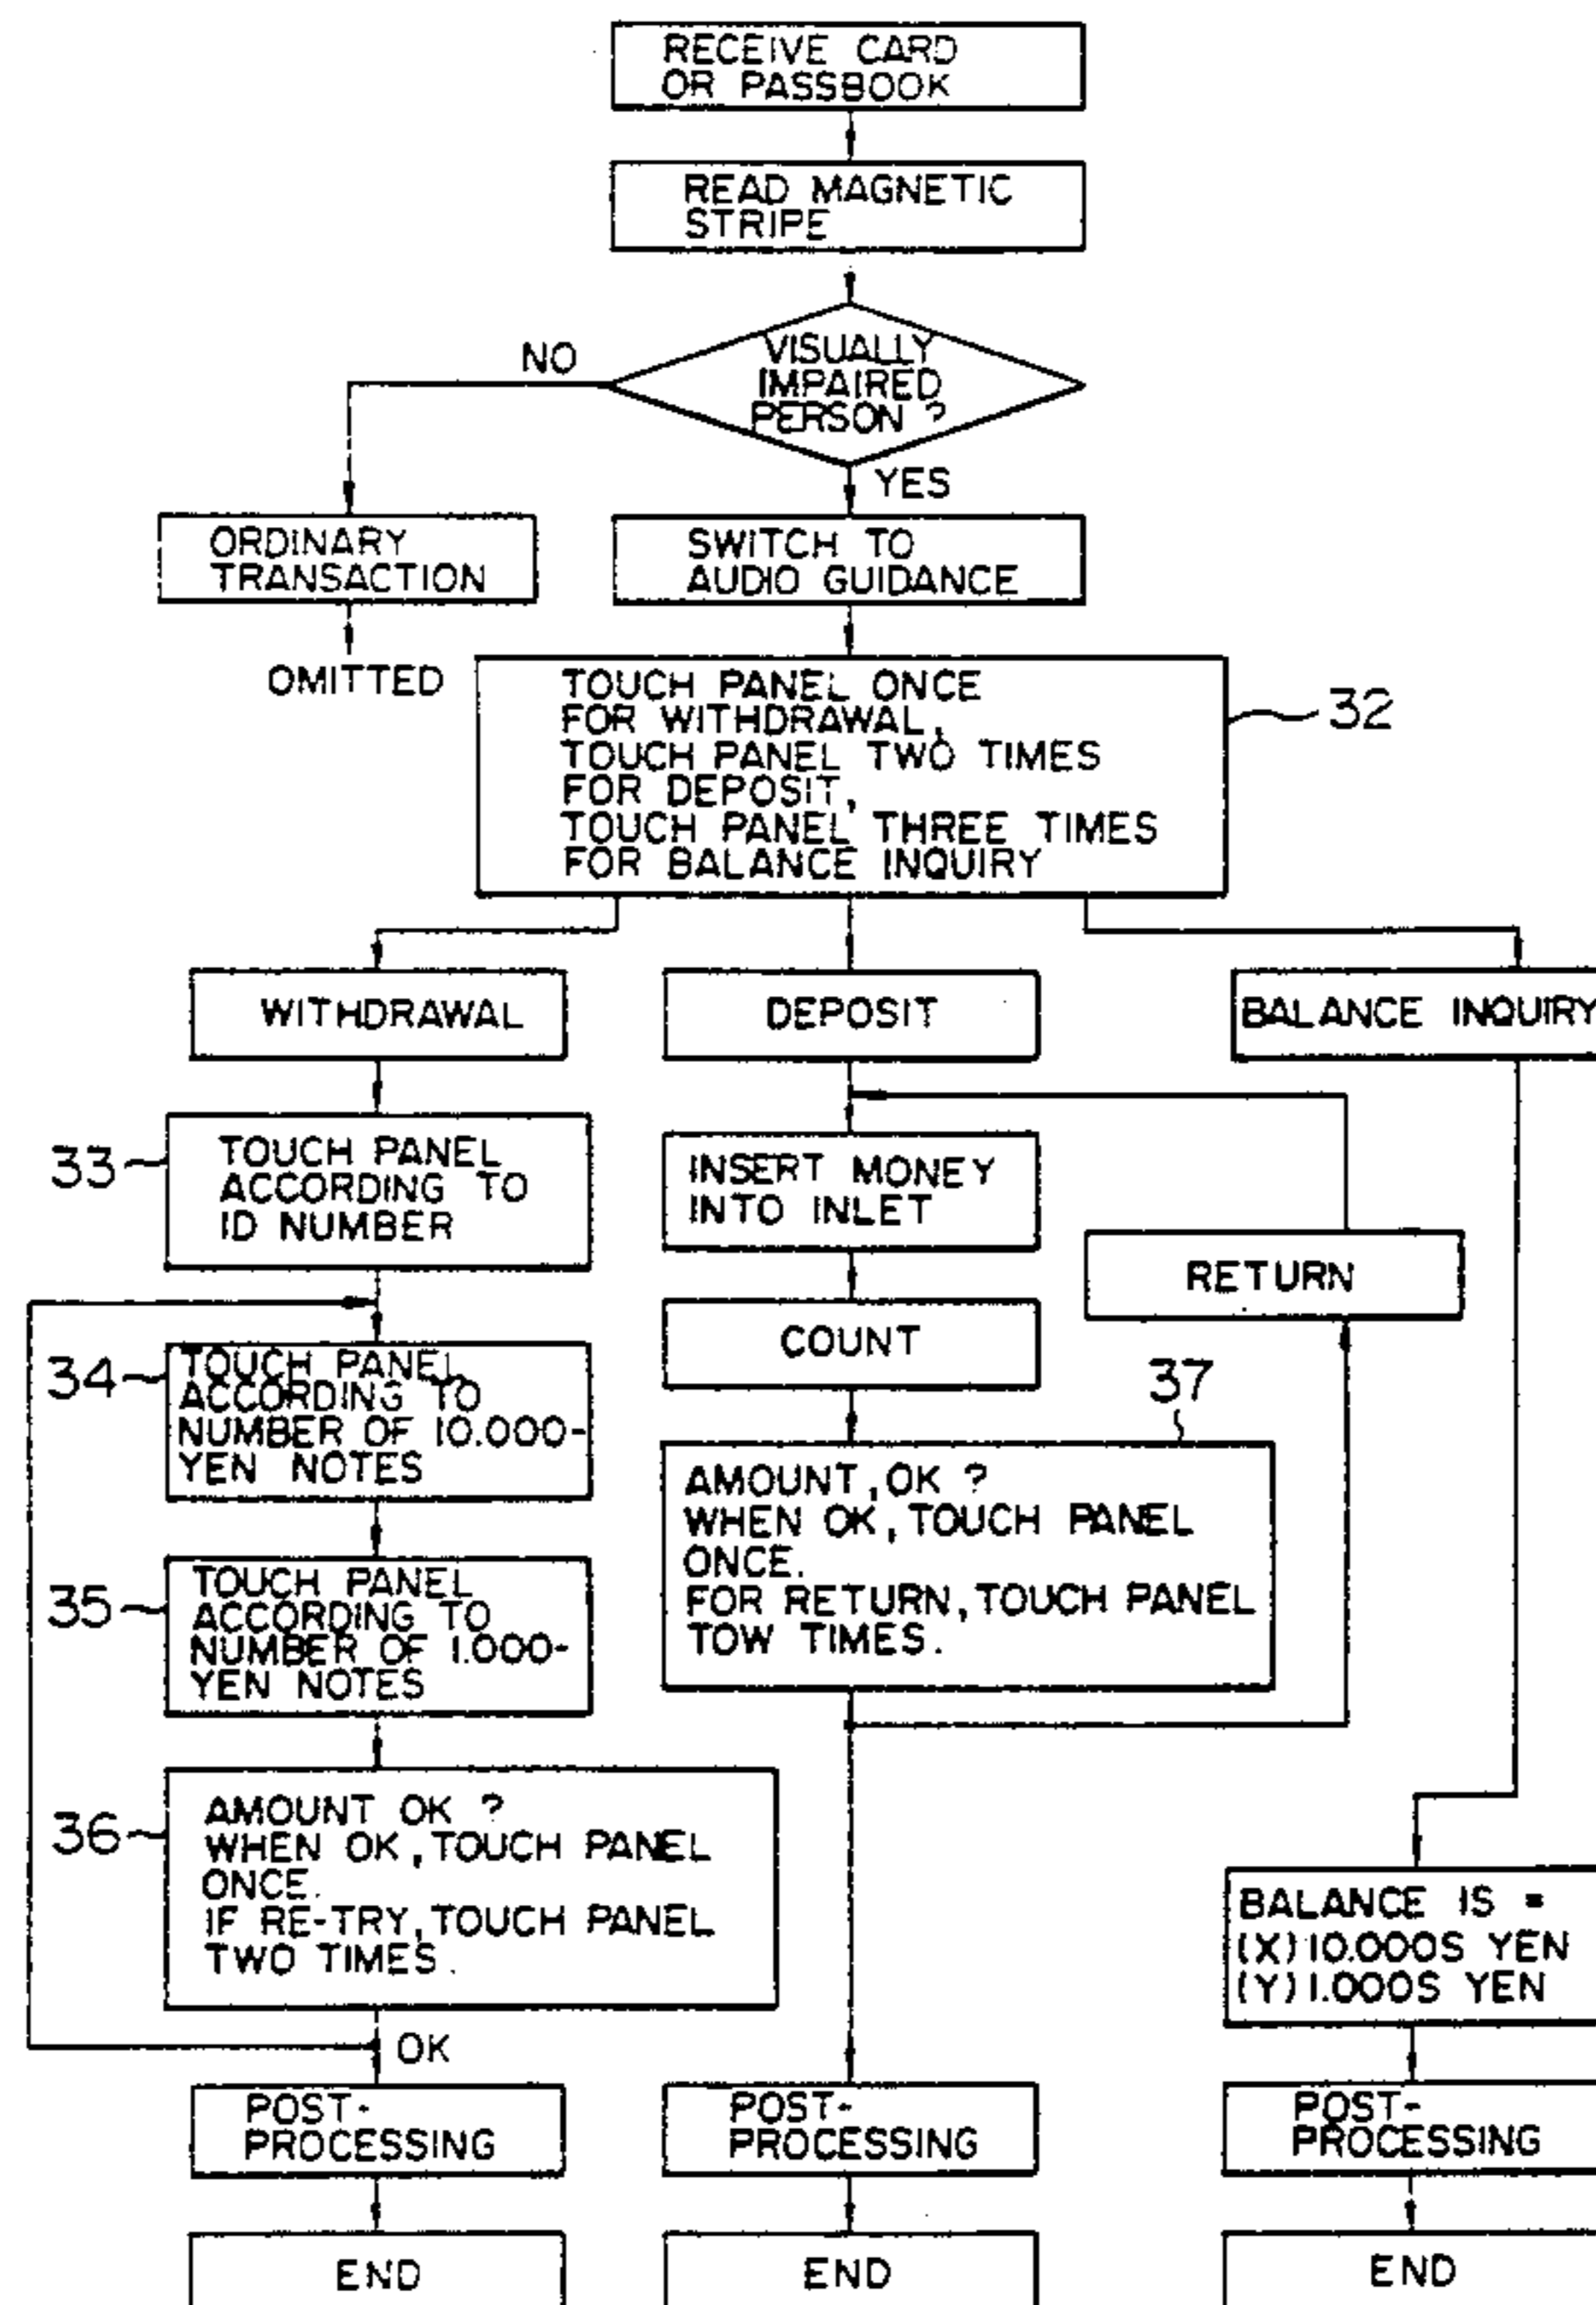 RECEIVE CARD
OR PASSBOOK
READ MAGNETIC
STRIPE
VISUALLY
IMPAIRED
PERSON ?
NO
YES
ORDINARY
TRANSACTION
OMITTED
SWITCH TO
AUDIO GUIDANCE
TOUCH PANEL ONCE
FOR WITHDRAWAL,
TOUCH PANEL TWO TIMES
FOR DEPOSIT,
TOUCH PANEL THREE TIMES
FOR BALANCE INQUIRY
32
WITHDRAWAL
DEPOSIT
BALANCE INQUIRY
33
TOUCH PANEL
ACCORDING TO
ID NUMBER
INSERT MONEY
INTO INLET
RETURN
COUNT
34
TOUCH PANEL
ACCORDING TO
NUMBER OF 10.000-
YEN NOTES
37
AMOUNT, OK ?
WHEN OK, TOUCH PANEL
ONCE.
FOR RETURN, TOUCH PANEL
TOW TIMES.
35
TOUCH PANEL
ACCORDING TO
NUMBER OF 1.000-
YEN NOTES
36
AMOUNT OK ?
WHEN OK, TOUCH PANEL
ONCE.
IF RE-TRY, TOUCH PANEL
TWO TIMES.
OK
BALANCE IS =
(X) 10.000S YEN
(Y) 1.000S YEN
POST-
PROCESSING
POST-
PROCESSING
POST-
PROCESSING
END
END
END